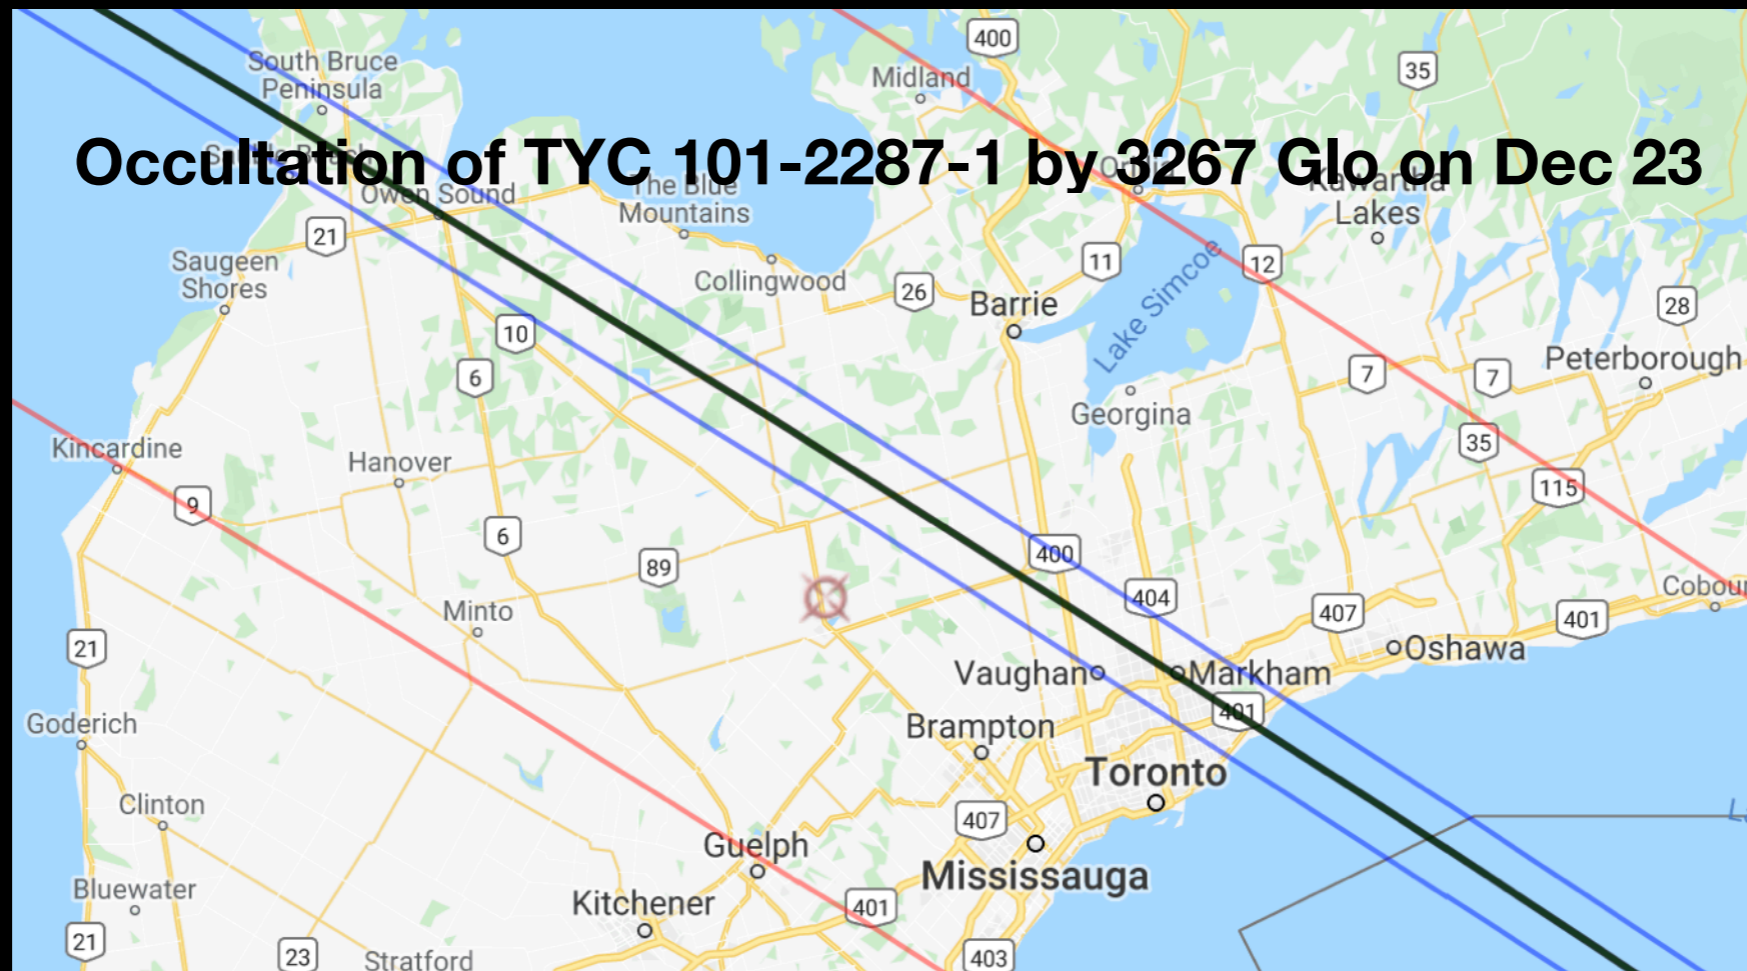 400
35
South Bruce
Peninsula
Midland
Occultation of TYC 101-2287-1 by 3267 Glo on Dec 23
Owen Sound
The Blue
Mountains
Kawartha
Lakes
21
Saugeen
Shores
Collingwood
26
11
12
Lake Simcoe
Barrie
28
10
6
7
7
Peterborough
Georgina
35
Kincardine
Hanover
9
115
6
89
400
404
407
401
Minto
21
Vaughan
Markham
Oshawa
401
Goderich
Brampton
Toronto
Clinton
407
Guelph
Mississauga
Bluewater
Kitchener
401
21
23
Stratford
403